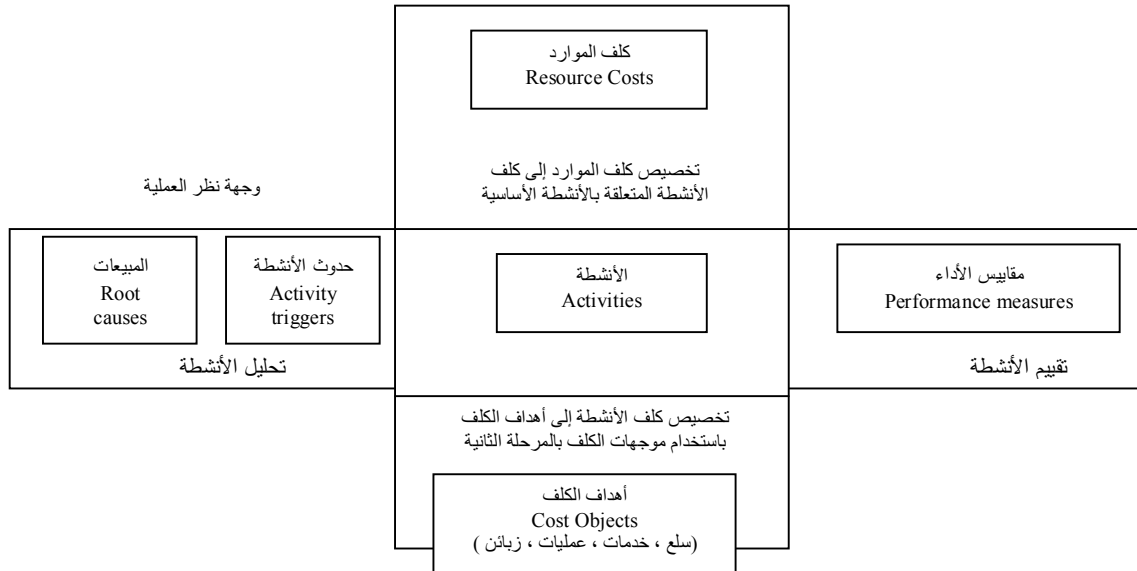 كلف الموارد
Resource Costs
تخصيص كلف الموارد إلى كلف
الأنشطة المتعلقة بالأنشطة الأساسية
وجهة نظر العملية
المبيعات
Root
causes
حدوث الأنشطة
Activity
triggers
تحليل الأنشطة
الأنشطة
Activities
مقاييس الأداء
Performance measures
تقييم الأنشطة
تخصيص كلف الأنشطة إلى أهداف الكلف
باستخدام موجهات الكلف بالمرحلة الثانية
أهداف الكلف
Cost Objects
(سلع ، خدمات ، عمليات ، زبائن )